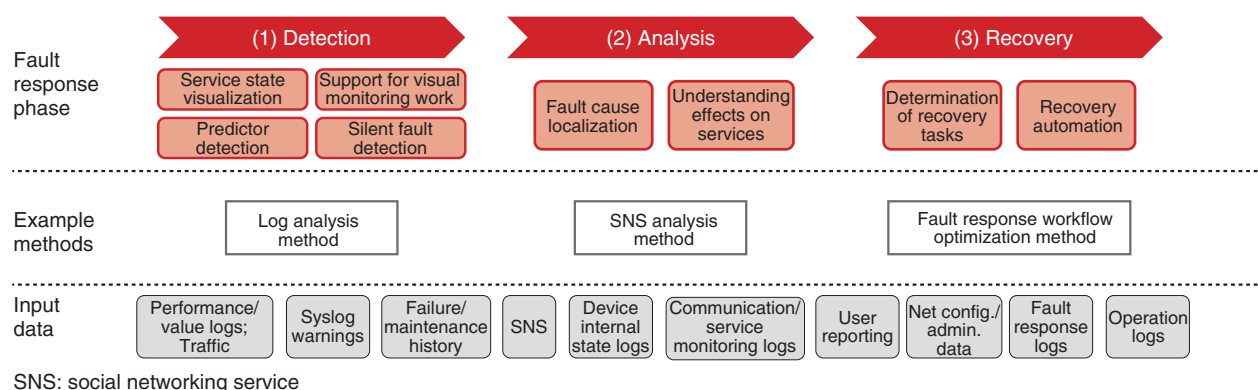 (1) Detection
(2) Analysis
(3) Recovery
Fault
response
phase
Service state
visualization
Support for visual
monitoring work
Predictor
detection
Silent fault
detection
Fault cause
localization
Understanding
effects on
services
Determination
of recovery
tasks
Recovery
automation
Example
methods
Log analysis
method
SNS analysis
method
Fault response workflow
optimization method
Input
data
Performance/
value logs;
Traffic
Syslog
warnings
Failure/
maintenance
history
SNS
Device
internal
state logs
Communication/
service
monitoring logs
User
reporting
Net config./
admin.
data
Fault
response
logs
Operation
logs
SNS: social networking service